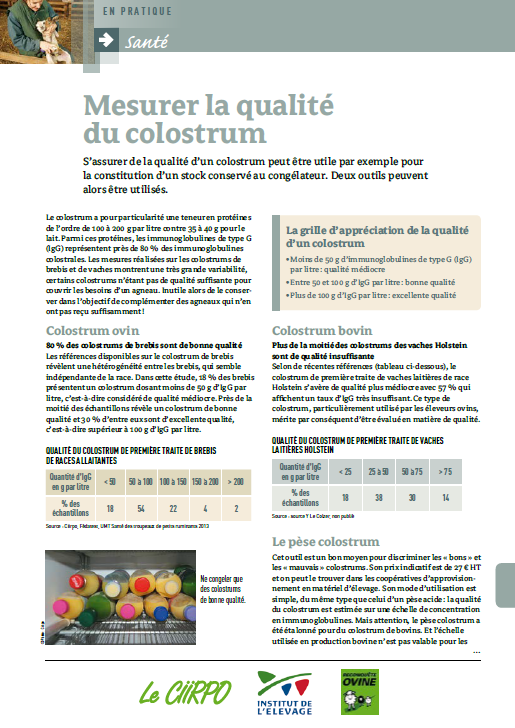 EN PRATIQUE
Santé
Mesurer la qualité
du colostrum
S'assurer de la qualité d'un colostrum peut être utile par exemple pour
la constitution d'un stock conservé au congélateur. Deux outils peuvent
alors être utilisés.
Le colostrum a pour particularité une teneur en protéines
de l'ordre de 100 à 200 g par litre contre 35 à 40 g pour le
lait. Parmi ces protéines, les immunoglobulines de type G
(IgG) représentent près de 80 % des immunoglobulines
colostrales. Les mesures réalisées sur les colostrums de
brebis et de vaches montrent une très grande variabilité,
certains colostrums n'étant pas de qualité suffisante pour
couvrir les besoins d'un agneau. Inutile alors de le conser-
ver dans l'objectif de complémenter des agneaux qui n'en
ont pas reçu suffisamment !
La grille d'appréciation de la qualité
d'un colostrum
• Moins de 50 g d'immunoglobulines de type G (IgG)
par litre : qualité médiocre
• Entre 50 et 100 g d'IgG par litre : bonne qualité
• Plus de 100 g d'IgG par litre : excellente qualité
Colostrum ovin
80 % des colostrums de brebis sont de bonne qualité
Les références disponibles sur le colostrum de brebis
révèlent une hétérogénéité entre les brebis, qui semble
indépendante de la race. Dans cette étude, 18 % des brebis
présentent un colostrum dosant moins de 50 g d'IgG par
litre, c'est-à-dire considéré de qualité médiocre. Près de la
moitié des échantillons révèle un colostrum de bonne
qualité et 30 % d'entre eux sont d'excellente qualité,
c'est-à-dire supérieur à 100 g d'IgG par litre.
QUALITÉ DU COLOSTRUM DE PREMIÈRE TRAITE DE BREBIS
DE RACES ALLAITANTES
Quantité d'IgG en g par litre < 50 50 à 100 100 à 150 150 à 200 > 200
% des échantillons 18 54 22 4 2
Source : Ciirpo, Fidocsa, UMT Santé des troupeaux de petits ruminants 2013
Ne congeler que
des colostrums
de bonne qualité.
Colostrum bovin
Plus de la moitié des colostrums des vaches Holstein
sont de qualité insuffisante
Selon de récentes références (tableau ci-dessous), le
colostrum de première traite de vaches laitières de race
Holstein s'avère de qualité plus médiocre avec 57 % qui
affichent un taux d'IgG très insuffisant. Ce type de
colostrum, particulièrement utilisé par les éleveurs ovins,
mérite par conséquent d'être évalué en matière de qualité.
QUALITÉ DU COLOSTRUM DE PREMIÈRE TRAITE DE VACHES
LAITIÈRES HOLSTEIN
Quantité d'IgG en g par litre < 25 25 à 50 50 à 75 > 75
% des échantillons 18 38 30 14
Source : source Y. Le Cozler, non publié
Le pèse colostrum
Cet outil est un bon moyen pour discriminer les « bons » et
les « mauvais » colostrums. Son prix indicatif est de 27 € HT
et on peut le trouver dans les coopératives d'approvision-
nement en matériel d'élevage. Son mode d'utilisation est
simple, du même type que celui d'un pèse acide : la qualité
du colostrum est estimée sur une échelle de concentration
en immunoglobulines. Mais attention, le pèse colostrum a
été étalonné pour du colostrum de bovins. Et l'échelle
utilisée en production bovine n'est pas valable pour les
...
Le CIIRPO
INSTITUT DE
L'ÉLEVAGE
RECONQUÊTE
OVINE